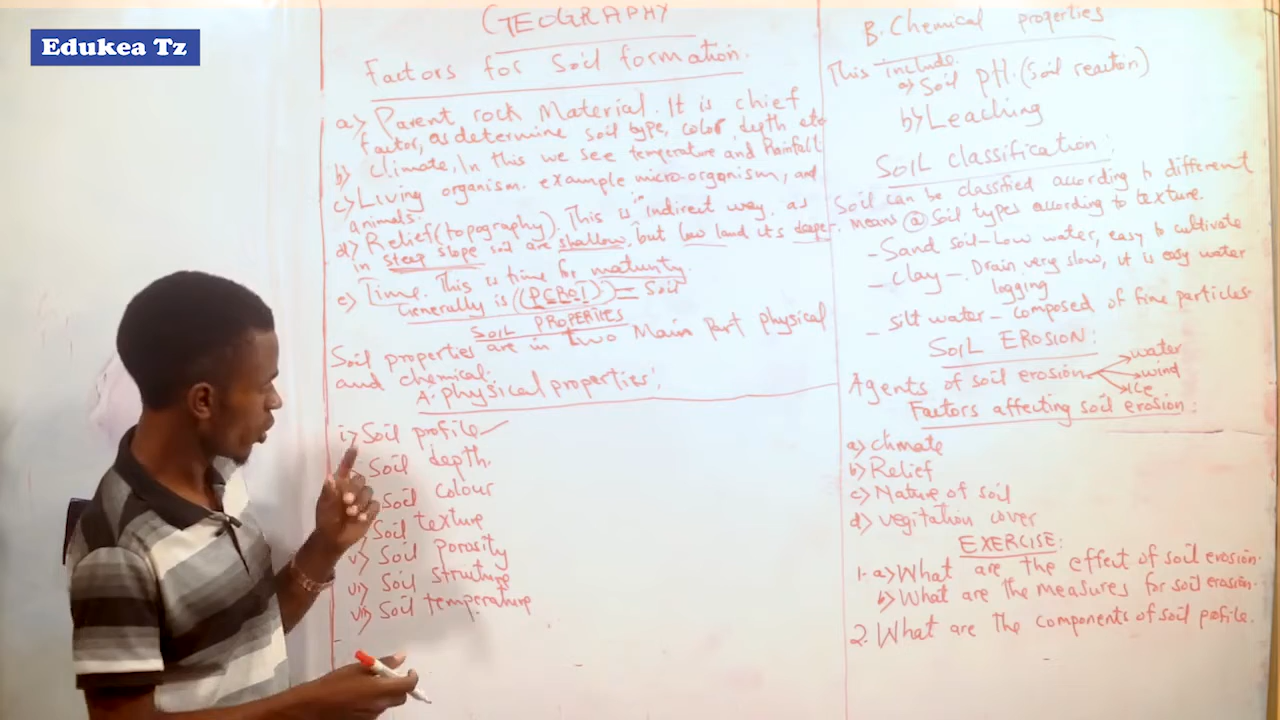 Edukea Tz
GEOGRAPHY
Factors for Soil formation.
a) Parent rock Material. It is chief
factor, as determine soil type, color, depth etc
b) Climate, In this we see temperature and Rainfall
c) Living organism. example micro-organism, and
animals.
d) Relief (topography). This is indirect way. as
in steep slope soil are shallow, but low land its deeper.
e) Time. This is time for maturity.
Generally is (PCROT) = Soil
SOIL PROPERTIES
Soil properties are in two Main Part physical
and chemical.
A. physical properties.
i) Soil profile
Soil depth.
Soil colour
Soil texture
v) Soil porosity
vi) Soil struture
vii) Soil temperature
B. Chemical properties
This include.
a) Soil pH. (soil reaction)
b) Leaching
SOIL classification:
Soil can be classified according to different
means @ Soil types according to texture.
- Sand soil - Low water, easy to cultivate
- Clay - Drain very slow, it is easy water
logging
- Silt water - composed of fine particles
SOIL EROSION:
Agents of soil erosion water
wind
Ice
Factors affecting soil erosion:
a) climate
b) Relief
c) Nature of soil
d) vegitation cover
EXERCISE:
1. a) What are the effect of soil erosion.
b) What are the measures for soil erosion.
2. What are the components of soil profile.